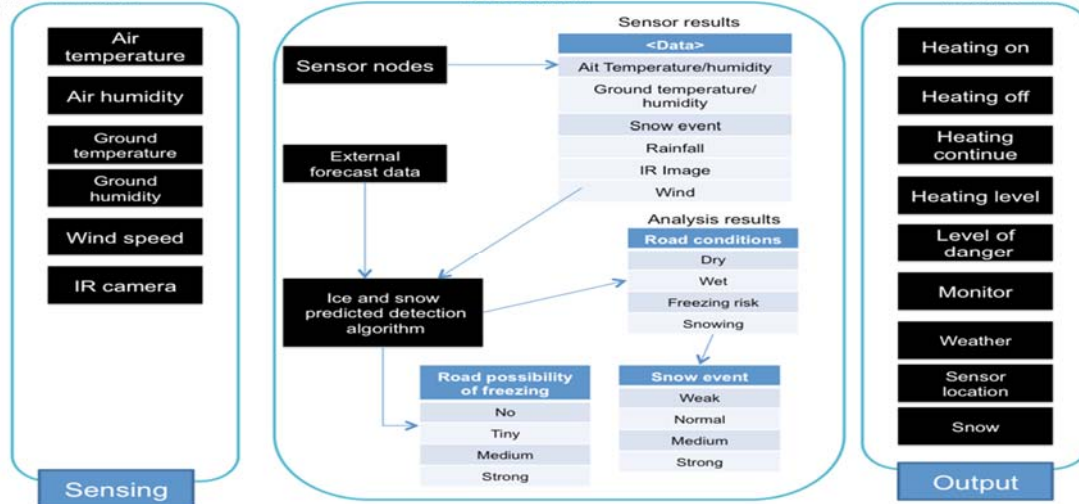 Air
temperature
Air humidity
Ground
temperature
Ground
humidity
Wind speed
IR camera
Sensing
Sensor nodes
External
forecast data
Ice and snow
predicted detection
algorithm
Sensor results
<Data>
Ait Temperature/humidity
Ground temperature/
humidity
Snow event
Rainfall
IR Image
Wind
Analysis results
Road conditions
Dry
Wet
Freezing risk
Snowing
Road possibility
of freezing
No
Tiny
Medium
Strong
Snow event
Weak
Normal
Medium
Strong
Heating on
Heating off
Heating
continue
Heating level
Level of
danger
Monitor
Weather
Sensor
location
Snow
Output